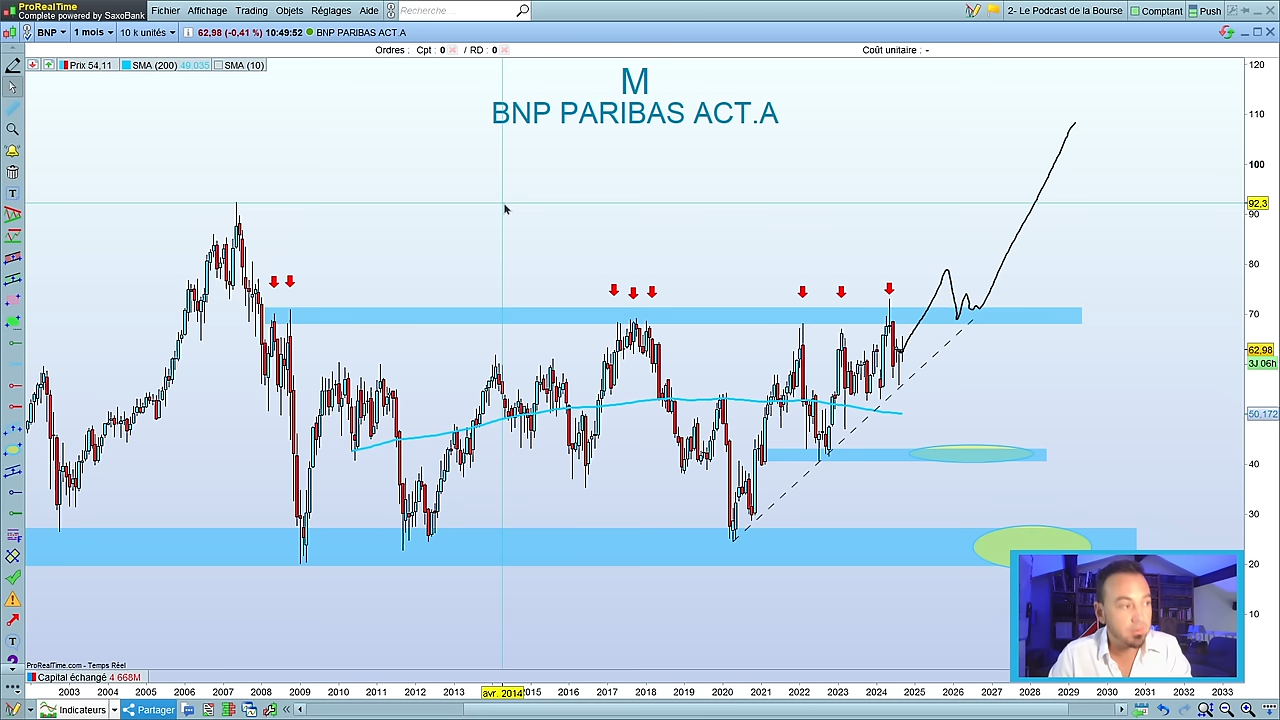 ProRealTime
Complete powered by SaxoBank
Fichier Affichage Trading Objets Réglages Aide Recherche... 2- Le Podcast de la Bourse Comptant Push
BNP 1 mois 10 k unités 62,98 (-0,41 %) 10:49:52 BNP PARIBAS ACT.A
Ordres : Cpt : 0 / RD : 0 Coût unitaire : -
Prix 54,11 SMA (200) 49.035 SMA (10)
M
BNP PARIBAS ACT.A
120
110
100
92,3
90
80
70
62,98
3J 06h
50,172
40
30
20
10
ProRealTime.com - Temps Réel
Capital échangé 4 668M
2003 2004 2005 2006 2007 2008 2009 2010 2011 2012 2013 avr. 2014 2015 2016 2017 2018 2019 2020 2021 2022 2023 2024 2025 2026 2027 2028 2029 2030 2031 2032 2033
Indicateurs Partager